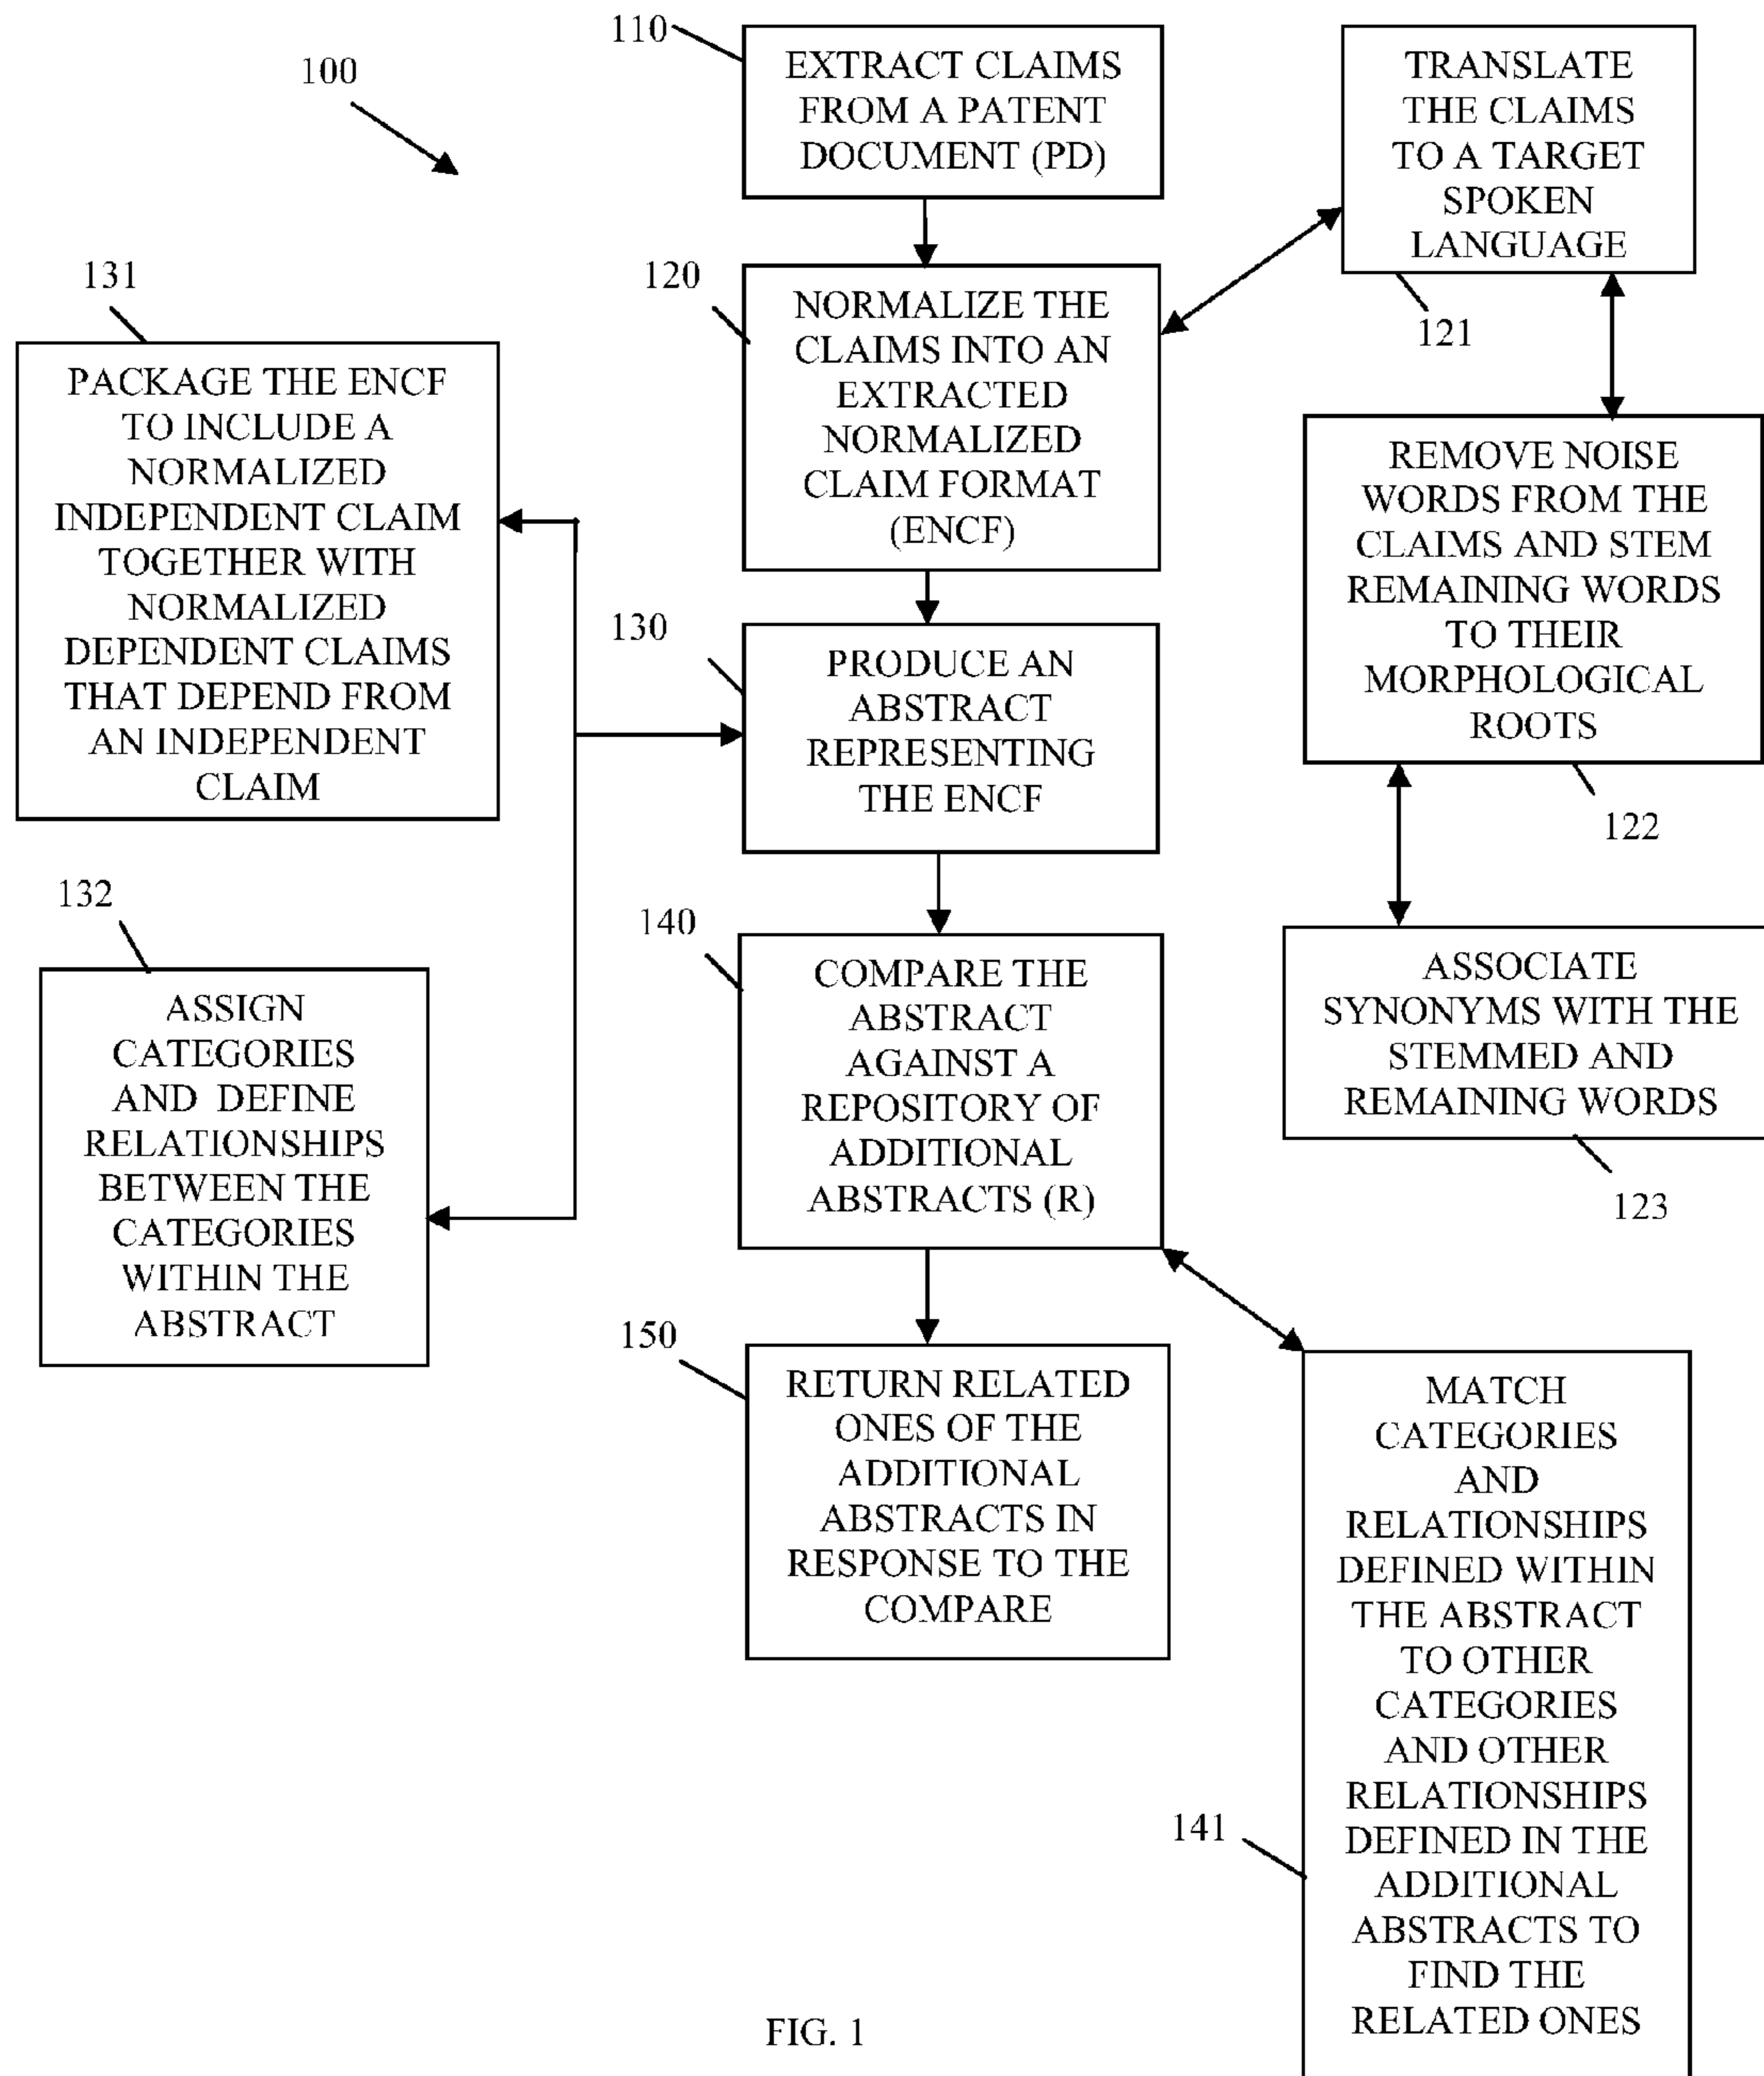 100
110
EXTRACT CLAIMS
FROM A PATENT
DOCUMENT (PD)
120
NORMALIZE THE
CLAIMS INTO AN
EXTRACTED
NORMALIZED
CLAIM FORMAT
(ENCF)
TRANSLATE
THE CLAIMS
TO A TARGET
SPOKEN
LANGUAGE
121
REMOVE NOISE
WORDS FROM THE
CLAIMS AND STEM
REMAINING WORDS
TO THEIR
MORPHOLOGICAL
ROOTS
122
ASSOCIATE
SYNONYMS WITH THE
STEMMED AND
REMAINING WORDS
123
130
PRODUCE AN
ABSTRACT
REPRESENTING
THE ENCF
131
PACKAGE THE ENCF
TO INCLUDE A
NORMALIZED
INDEPENDENT CLAIM
TOGETHER WITH
NORMALIZED
DEPENDENT CLAIMS
THAT DEPEND FROM
AN INDEPENDENT
CLAIM
132
ASSIGN
CATEGORIES
AND DEFINE
RELATIONSHIPS
BETWEEN THE
CATEGORIES
WITHIN THE
ABSTRACT
140
COMPARE THE
ABSTRACT
AGAINST A
REPOSITORY OF
ADDITIONAL
ABSTRACTS (R)
141
MATCH
CATEGORIES
AND
RELATIONSHIPS
DEFINED WITHIN
THE ABSTRACT
TO OTHER
CATEGORIES
AND OTHER
RELATIONSHIPS
DEFINED IN THE
ADDITIONAL
ABSTRACTS TO
FIND THE
RELATED ONES
150
RETURN RELATED
ONES OF THE
ADDITIONAL
ABSTRACTS IN
RESPONSE TO THE
COMPARE
FIG. 1